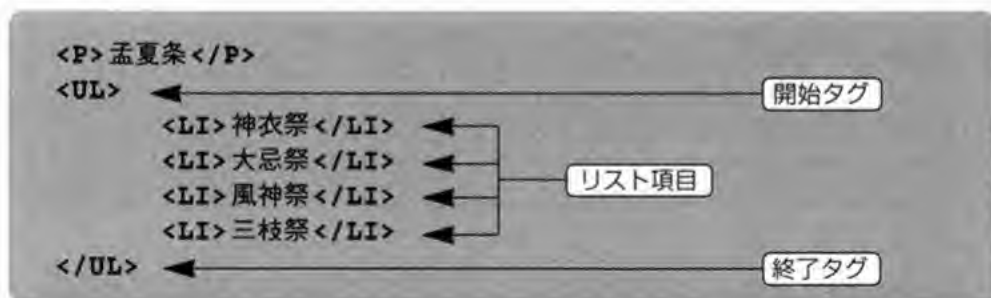 <P>孟夏条</P>
<UL> 開始タグ
<LI>神衣祭</LI>
<LI>大忌祭</LI>
<LI>風神祭</LI> リスト項目
<LI>三枝祭</LI>
</UL> 終了タグ